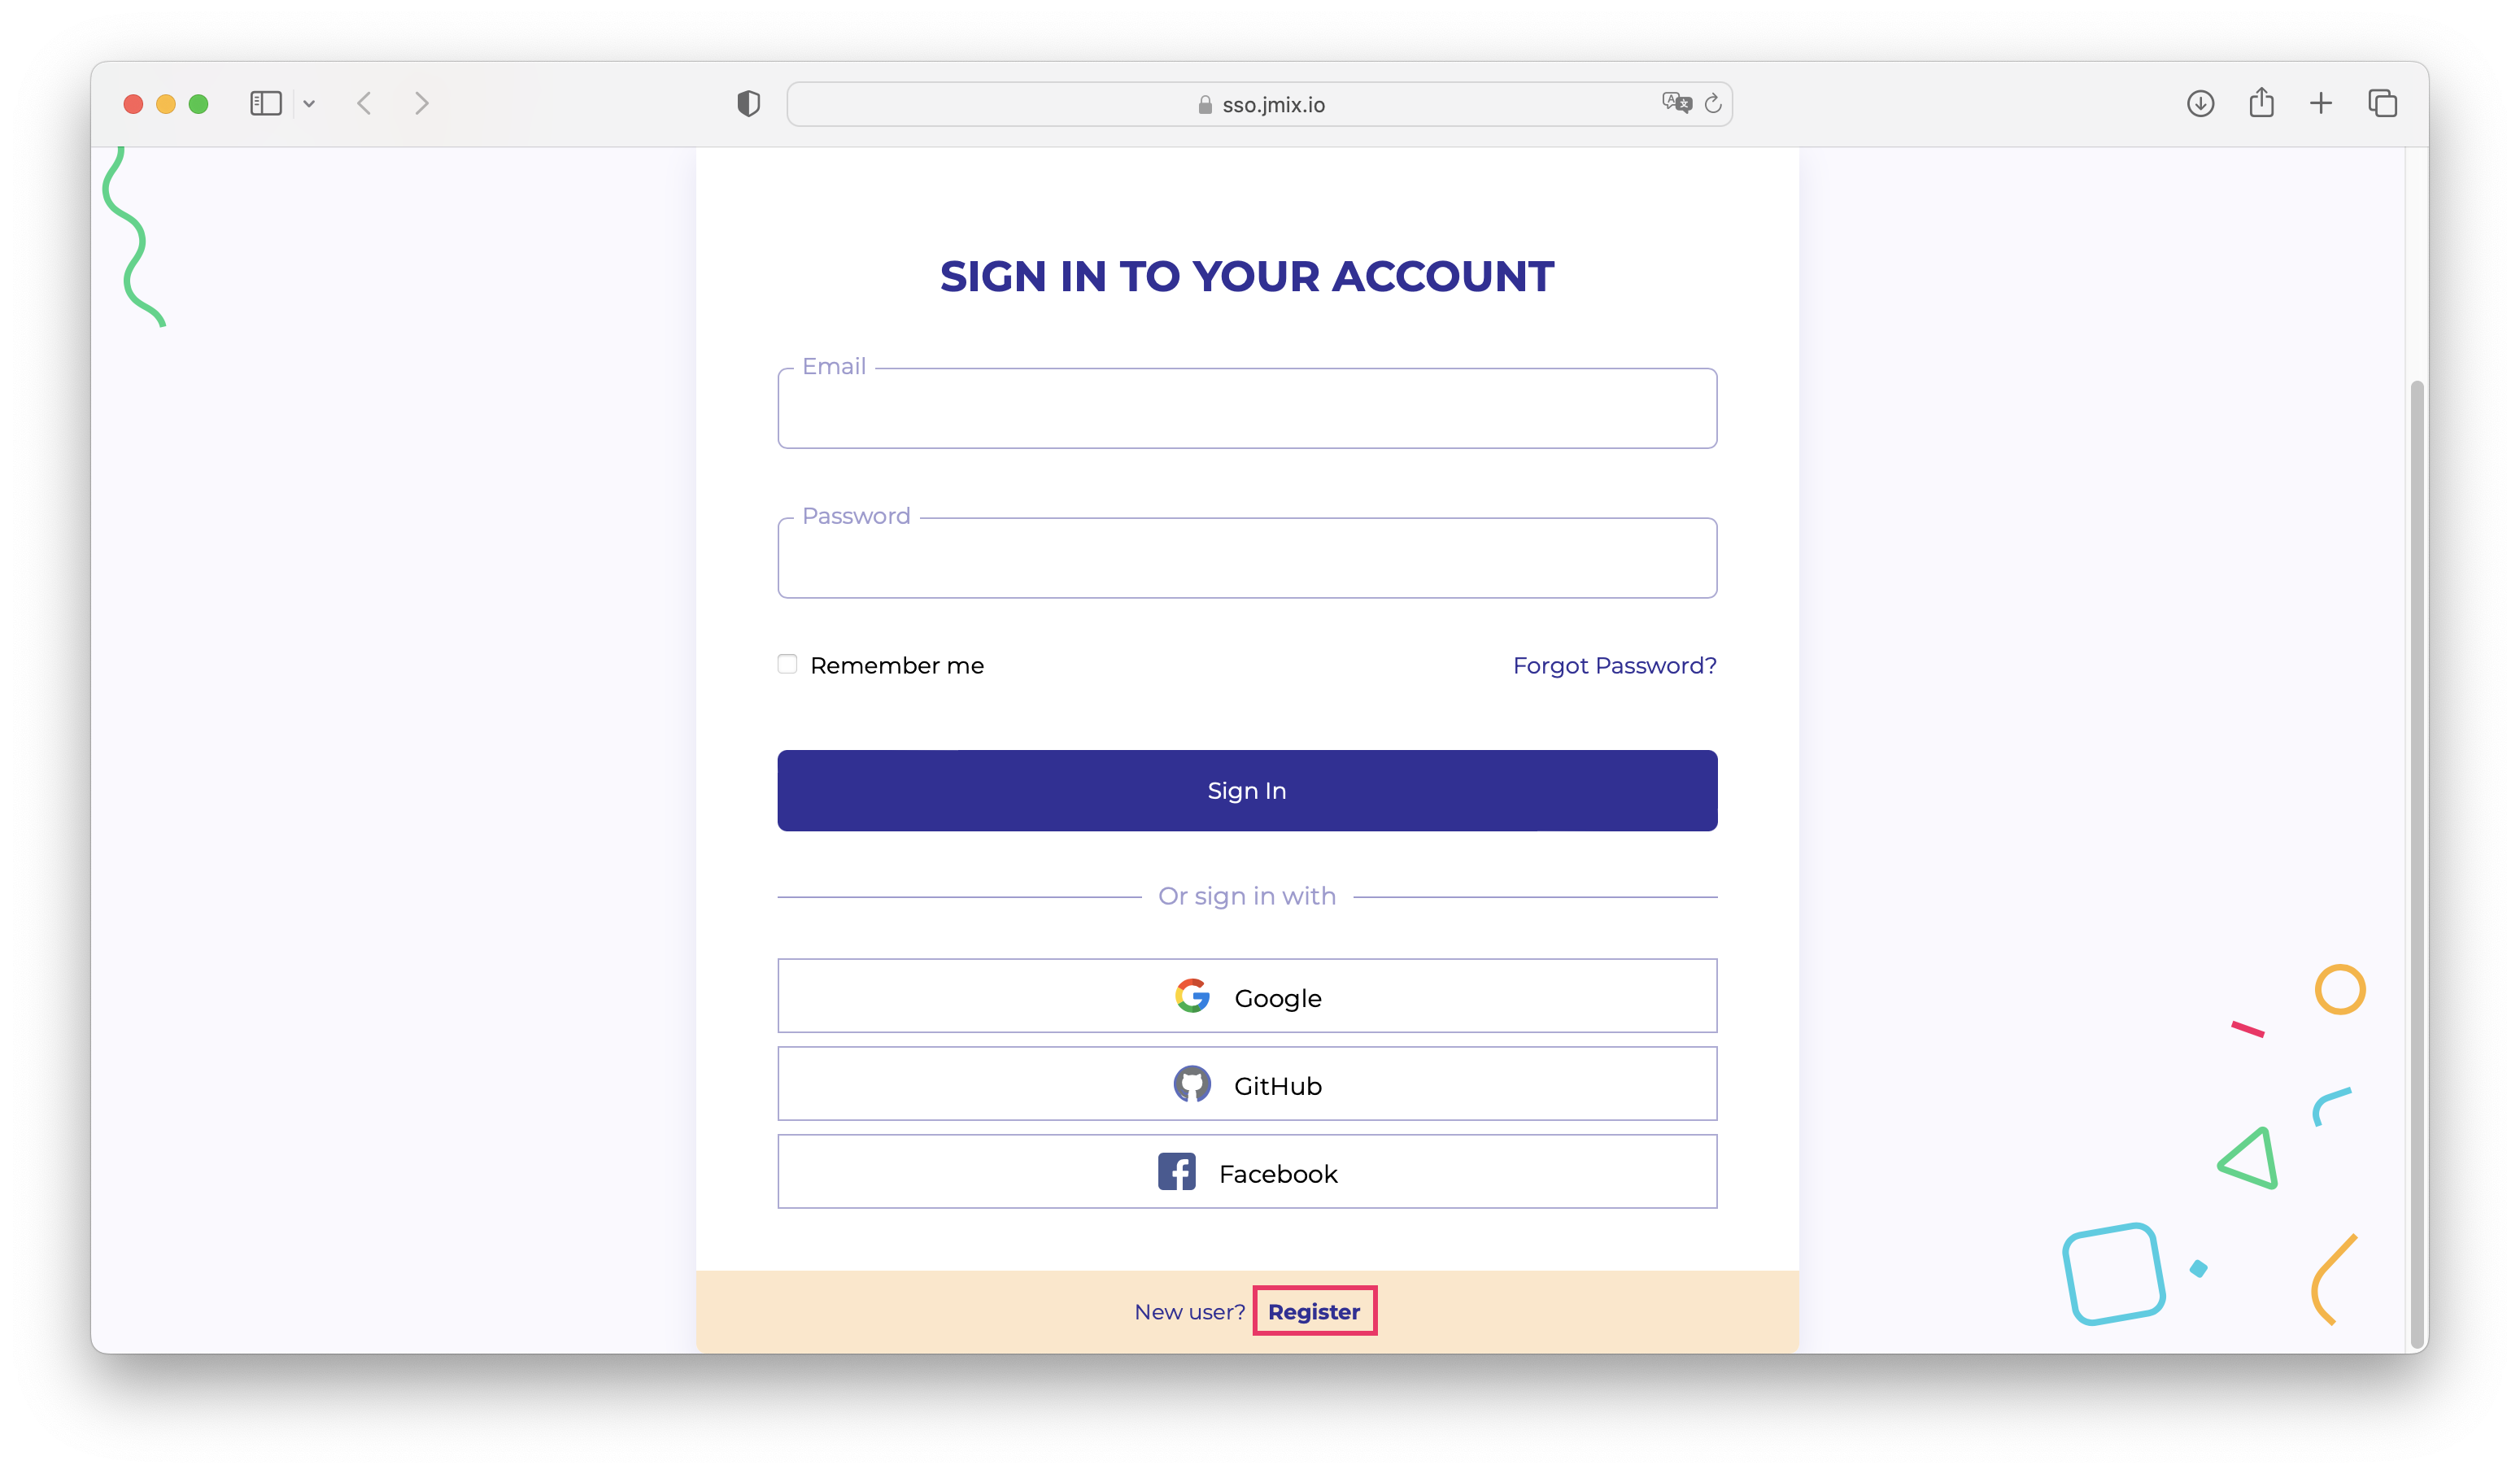 sso.jmix.io
SIGN IN TO YOUR ACCOUNT
Email
Password
Remember me
Forgot Password?
Sign In
Or sign in with
Google
GitHub
Facebook
New user? Register